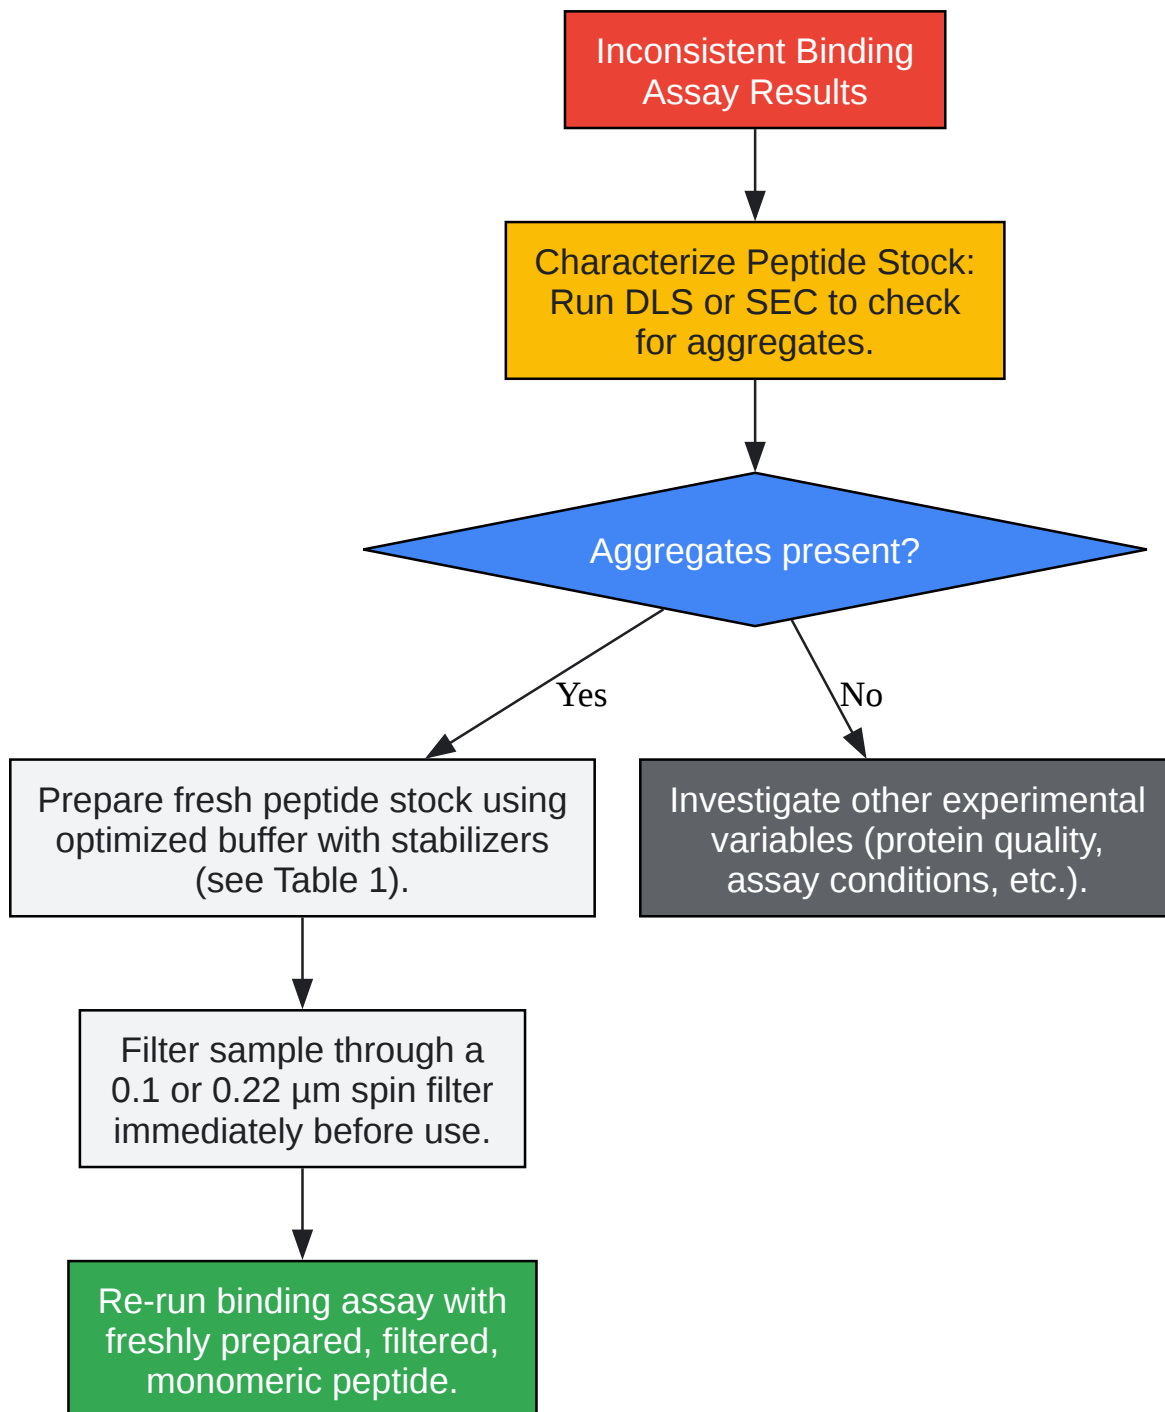 Inconsistent Binding
Assay Results
Characterize Peptide Stock:
Run DLS or SEC to check
for aggregates.
Aggregates present?
Yes
No
Prepare fresh peptide stock using
optimized buffer with stabilizers
(see Table 1).
Investigate other experimental
variables (protein quality,
assay conditions, etc.).
Filter sample through a
0.1 or 0.22 µm spin filter
immediately before use.
Re-run binding assay with
freshly prepared, filtered,
monomeric peptide.